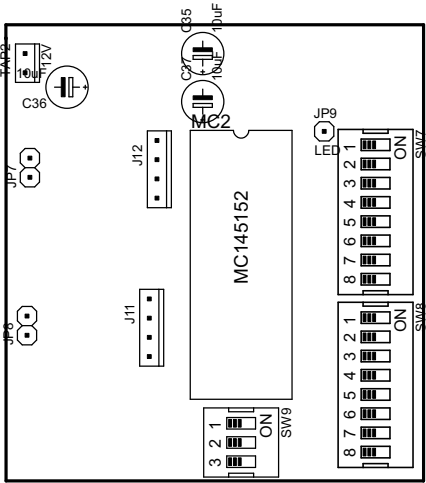 C35
10uF
TAP2
12V
10uF
C36
C37
10uF
MC2
JP9
LED
J12
JP7
MC145152
1
2
3
4
5
6
7
8
ON
SW7
J11
JP6
1
2
3
4
5
6
7
8
ON
SW8
1
2
3
ON
SW9